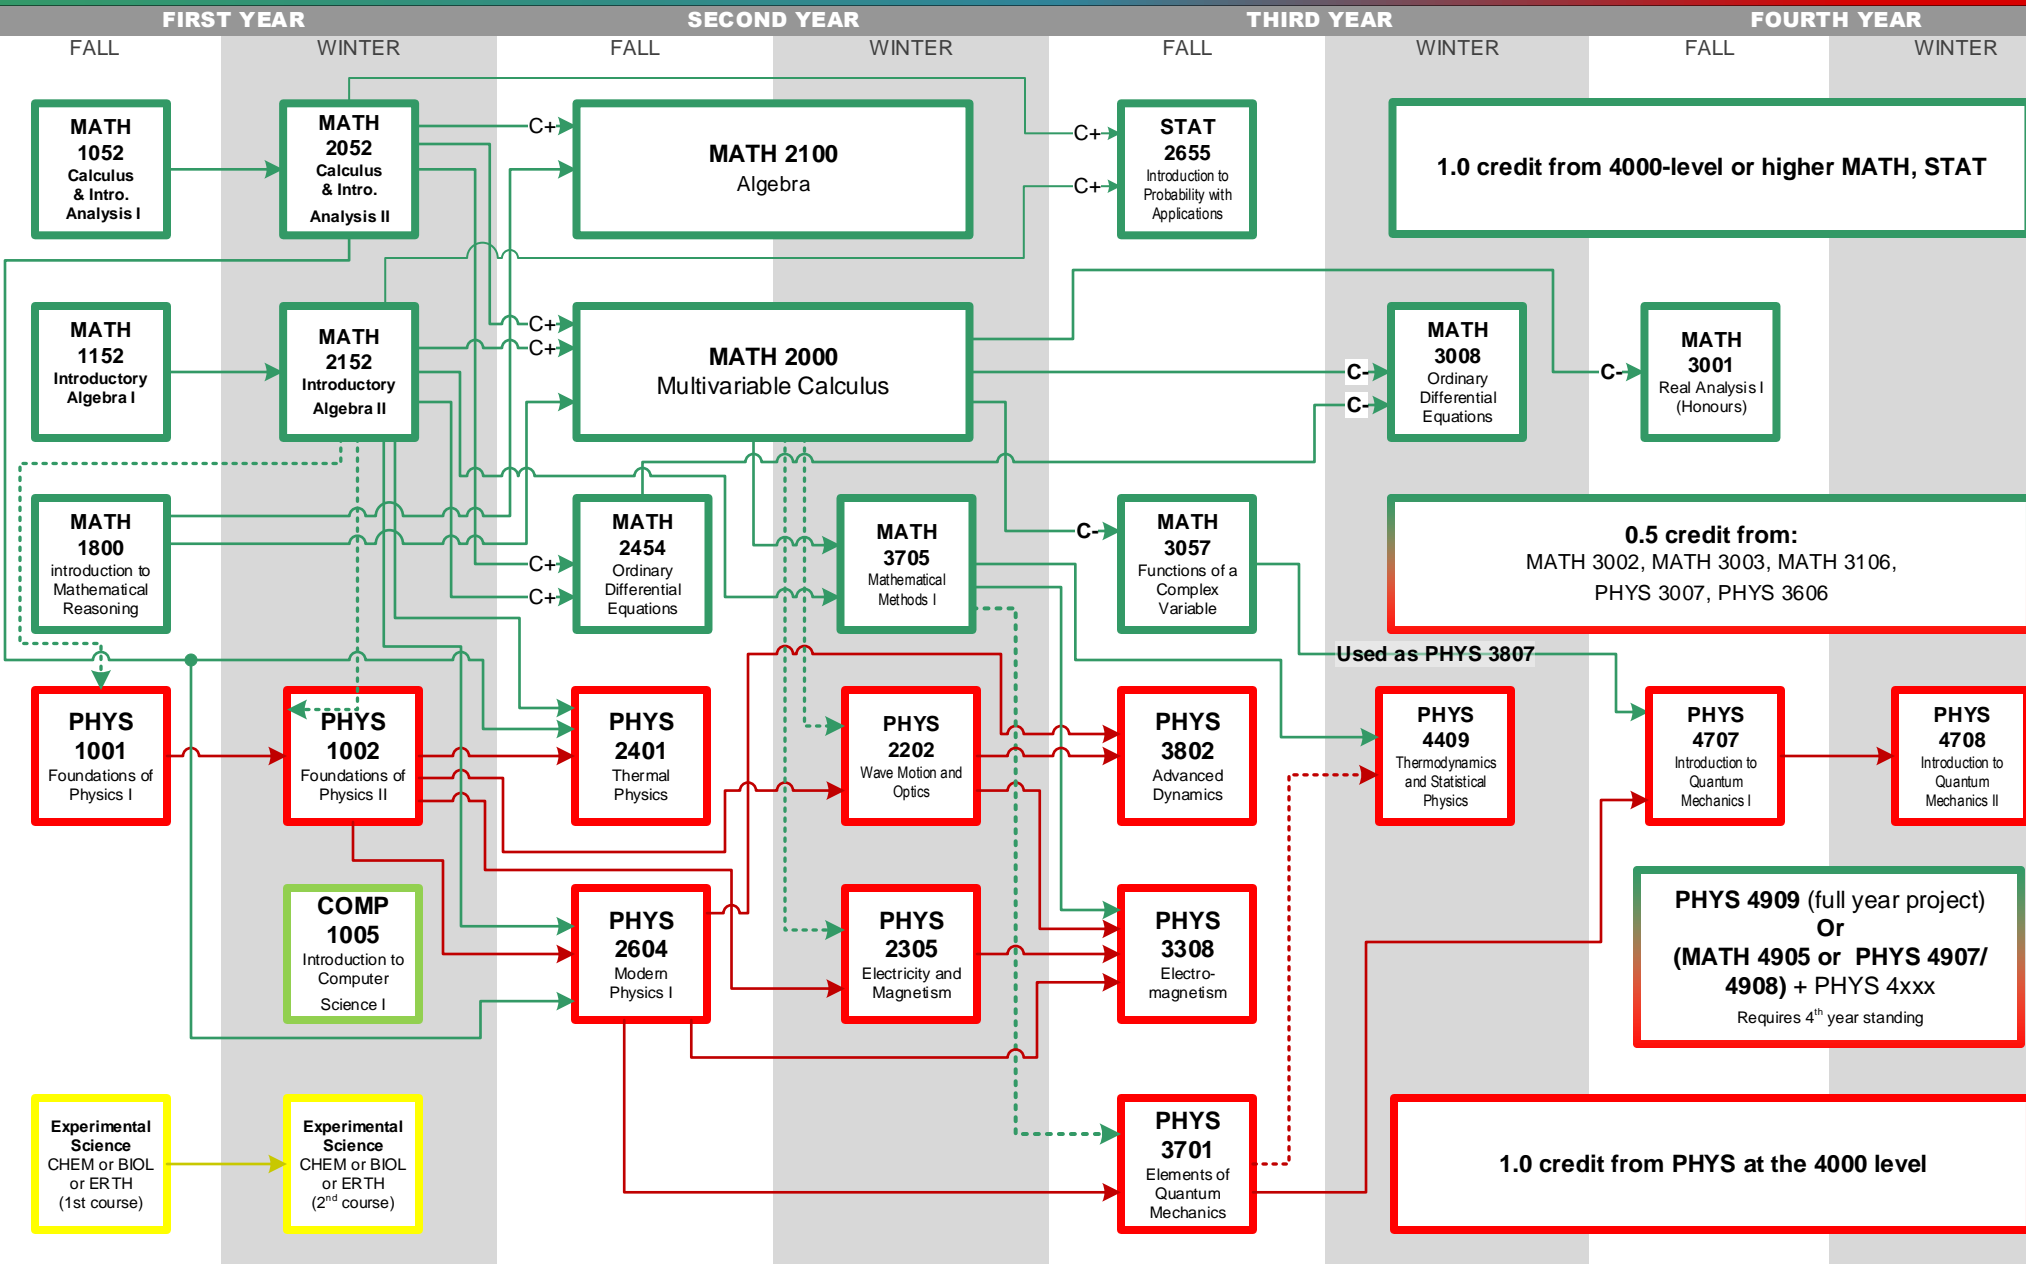 FIRST YEAR
SECOND YEAR
THIRD YEAR
FOURTH YEAR
FALL
WINTER
FALL
WINTER
FALL
WINTER
FALL
WINTER
MATH
1052
Calculus
& Intro.
Analysis I
MATH
2052
Calculus
& Intro.
Analysis II
C+
MATH 2100
Algebra
C+
C+
STAT
2655
Introduction to
Probability with
Applications
1.0 credit from 4000-level or higher MATH, STAT
MATH
1152
Introductory
Algebra I
MATH
2152
Introductory
Algebra II
C+
C+
MATH 2000
Multivariable Calculus
C-
C-
MATH
3008
Ordinary
Differential
Equations
C-
MATH
3001
Real Analysis I
(Honours)
MATH
1800
introduction to
Mathematical
Reasoning
C+
C+
MATH
2454
Ordinary
Differential
Equations
MATH
3705
Mathematical
Methods I
C-
MATH
3057
Functions of a
Complex
Variable
0.5 credit from:
MATH 3002, MATH 3003, MATH 3106,
PHYS 3007, PHYS 3606
Used as PHYS 3807
PHYS
1001
Foundations of
Physics I
PHYS
1002
Foundations of
Physics II
PHYS
2401
Thermal
Physics
PHYS
2202
Wave Motion and
Optics
PHYS
3802
Advanced
Dynamics
PHYS
4409
Thermodynamics
and Statistical
Physics
PHYS
4707
Introduction to
Quantum
Mechanics I
PHYS
4708
Introduction to
Quantum
Mechanics II
COMP
1005
Introduction to
Computer
Science I
PHYS
2604
Modern
Physics I
PHYS
2305
Electricity and
Magnetism
PHYS
3308
Electro-
magnetism
PHYS 4909 (full year project)
Or
(MATH 4905 or PHYS 4907/
4908) + PHYS 4xxx
Requires 4th year standing
Experimental
Science
CHEM or BIOL
or ERTH
(1st course)
Experimental
Science
CHEM or BIOL
or ERTH
(2nd course)
PHYS
3701
Elements of
Quantum
Mechanics
1.0 credit from PHYS at the 4000 level